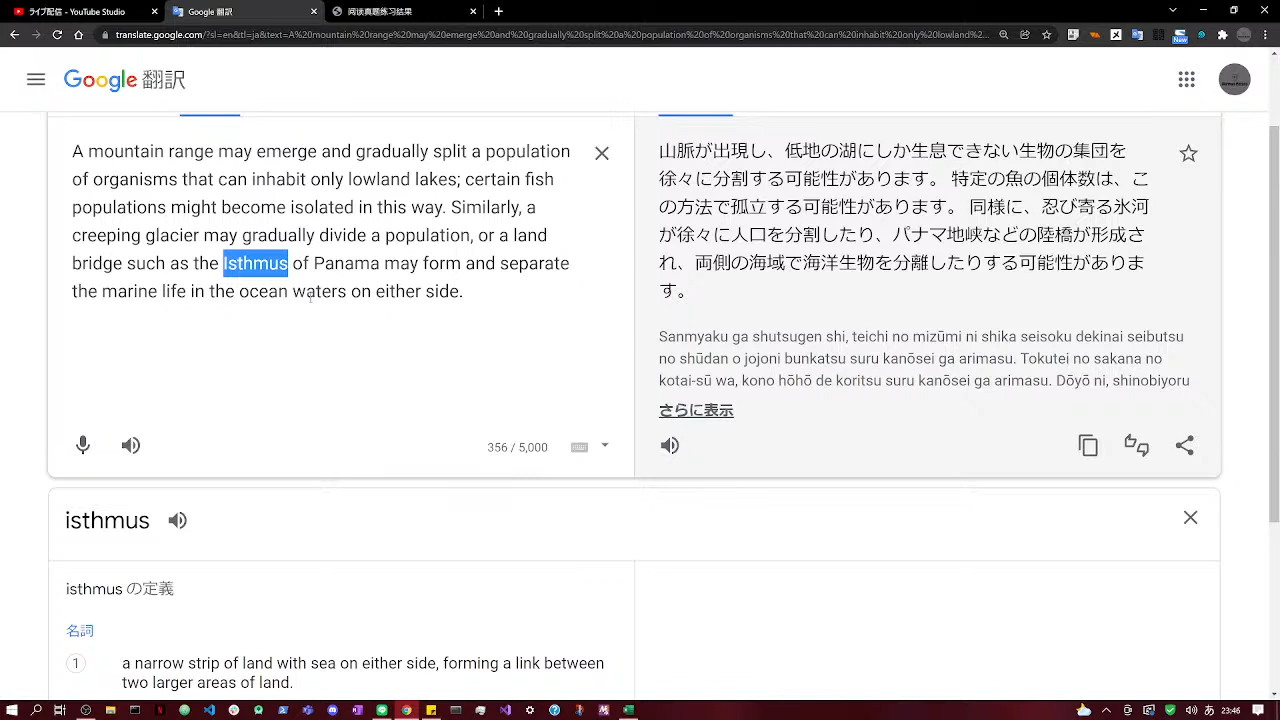 ライブ配信 - YouTube Studio
Google 翻訳
阅读真题练习结果
translate.google.com/?sl=en&tl=ja&text=A%20mountain%20range%20may%20emerge%20and%20gradually%20split%20a%20population%20of%20organisms%20that%20can%20inhabit%20only%20lowland%20l...
New
Google 翻訳
A mountain range may emerge and gradually split a population
of organisms that can inhabit only lowland lakes; certain fish
populations might become isolated in this way. Similarly, a
creeping glacier may gradually divide a population, or a land
bridge such as the Isthmus of Panama may form and separate
the marine life in the ocean waters on either side.
356 / 5,000
山脈が出現し、低地の湖にしか生息できない生物の集団を
徐々に分割する可能性があります。 特定の魚の個体数は、こ
の方法で孤立する可能性があります。 同様に、忍び寄る氷河
が徐々に人口を分割したり、パナマ地峡などの陸橋が形成さ
れ、両側の海域で海洋生物を分離したりする可能性がありま
す。
Sanmyaku ga shutsugen shi, teichi no mizūmi ni shika seisoku dekinai seibutsu
no shūdan o jojoni bunkatsu suru kanōsei ga arimasu. Tokutei no sakana no
kotai-sū wa, kono hōhō de koritsu suru kanōsei ga arimasu. Dōyō ni, shinobiyoru
さらに表示
isthmus
isthmus の定義
名詞
1
a narrow strip of land with sea on either side, forming a link between
two larger areas of land.
23:46